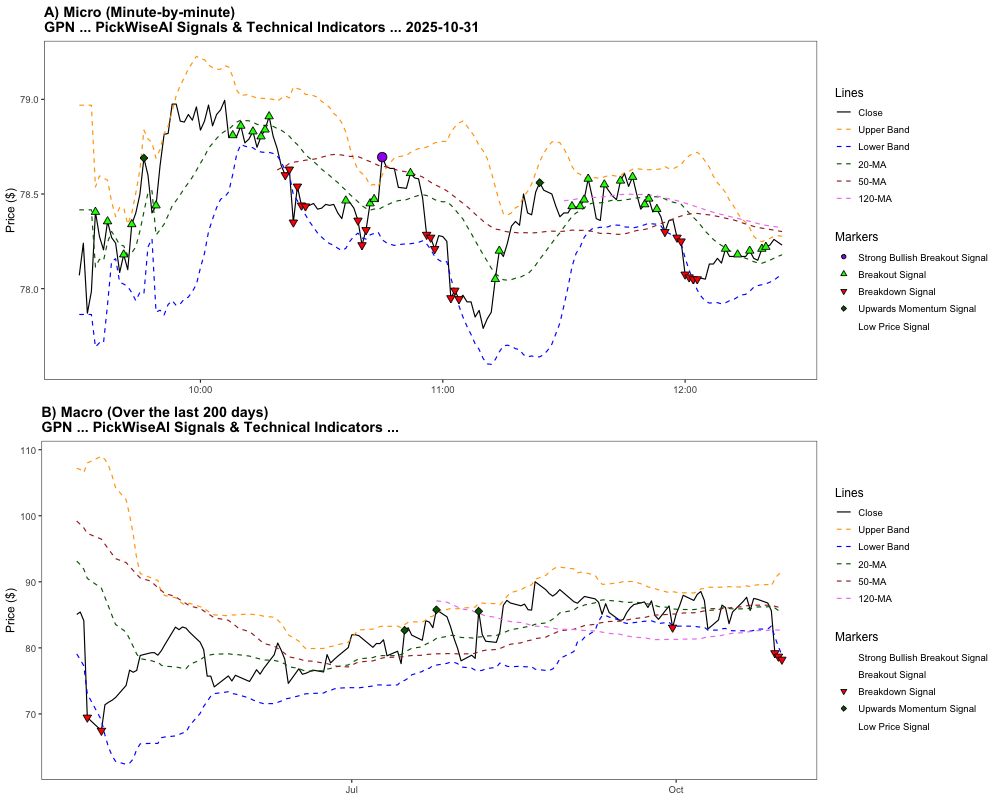 A) Micro (Minute-by-minute)
GPN ... PickWiseAI Signals & Technical Indicators ... 2025-10-31
Price ($)
79.0
78.5
78.0
10:00
11:00
12:00
Lines
Close
Upper Band
Lower Band
20-MA
50-MA
120-MA
Markers
Strong Bullish Breakout Signal
Breakout Signal
Breakdown Signal
Upwards Momentum Signal
Low Price Signal
B) Macro (Over the last 200 days)
GPN ... PickWiseAI Signals & Technical Indicators ...
Price ($)
110
100
90
80
70
Jul
Oct
Lines
Close
Upper Band
Lower Band
20-MA
50-MA
120-MA
Markers
Strong Bullish Breakout Signal
Breakout Signal
Breakdown Signal
Upwards Momentum Signal
Low Price Signal